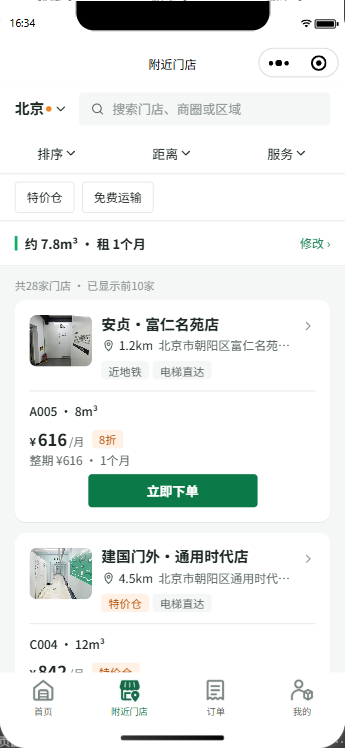 16:34
附近门店
北京
搜索门店、商圈或区域
排序 距离 服务
特价仓 免费运输
约 7.8m³ · 租 1个月 修改 ›
共28家门店 · 已显示前10家
安贞·富仁名苑店
1.2km 北京市朝阳区富仁名苑…
近地铁 电梯直达
A005 · 8m³
¥616/月 8折
整期 ¥616 · 1个月
立即下单
建国门外·通用时代店
4.5km 北京市朝阳区通用时代…
特价仓 电梯直达
C004 · 12m³
¥842/月 特价仓
首页 附近门店 订单 我的